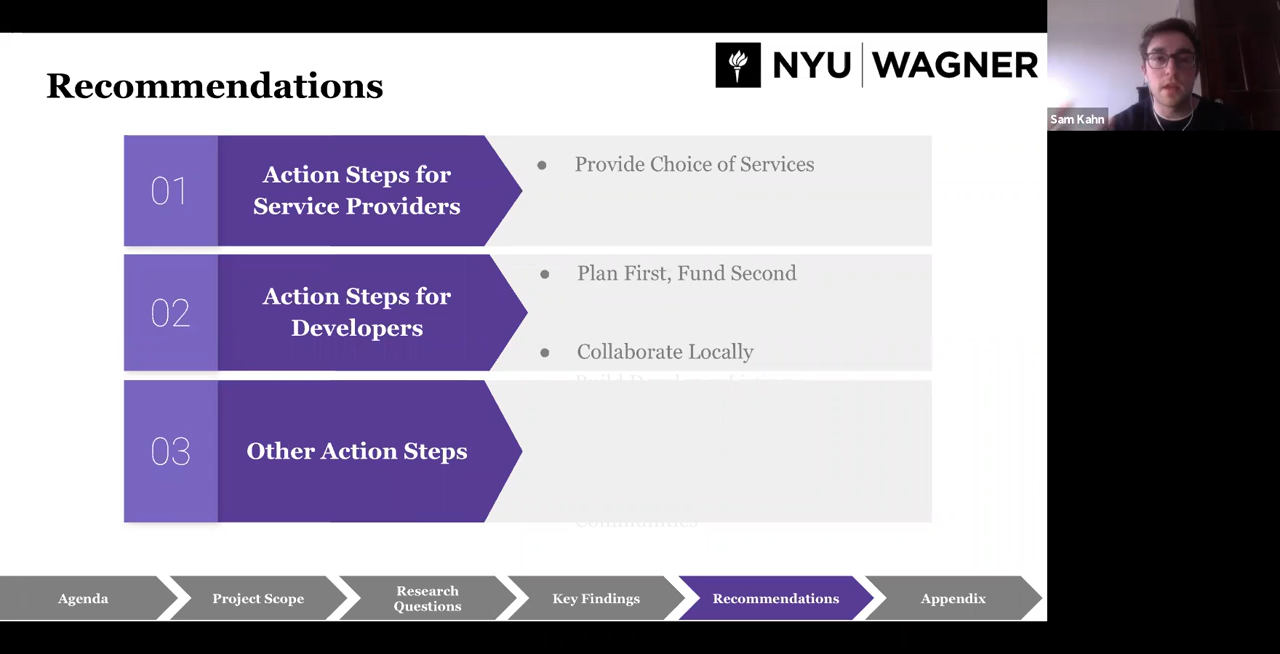 Recommendations
NYU WAGNER
Sam Kahn
01
Action Steps for
Service Providers
● Provide Choice of Services
02
Action Steps for
Developers
● Plan First, Fund Second
● Collaborate Locally
03
Other Action Steps
Communities
Agenda
Project Scope
Research
Questions
Key Findings
Recommendations
Appendix